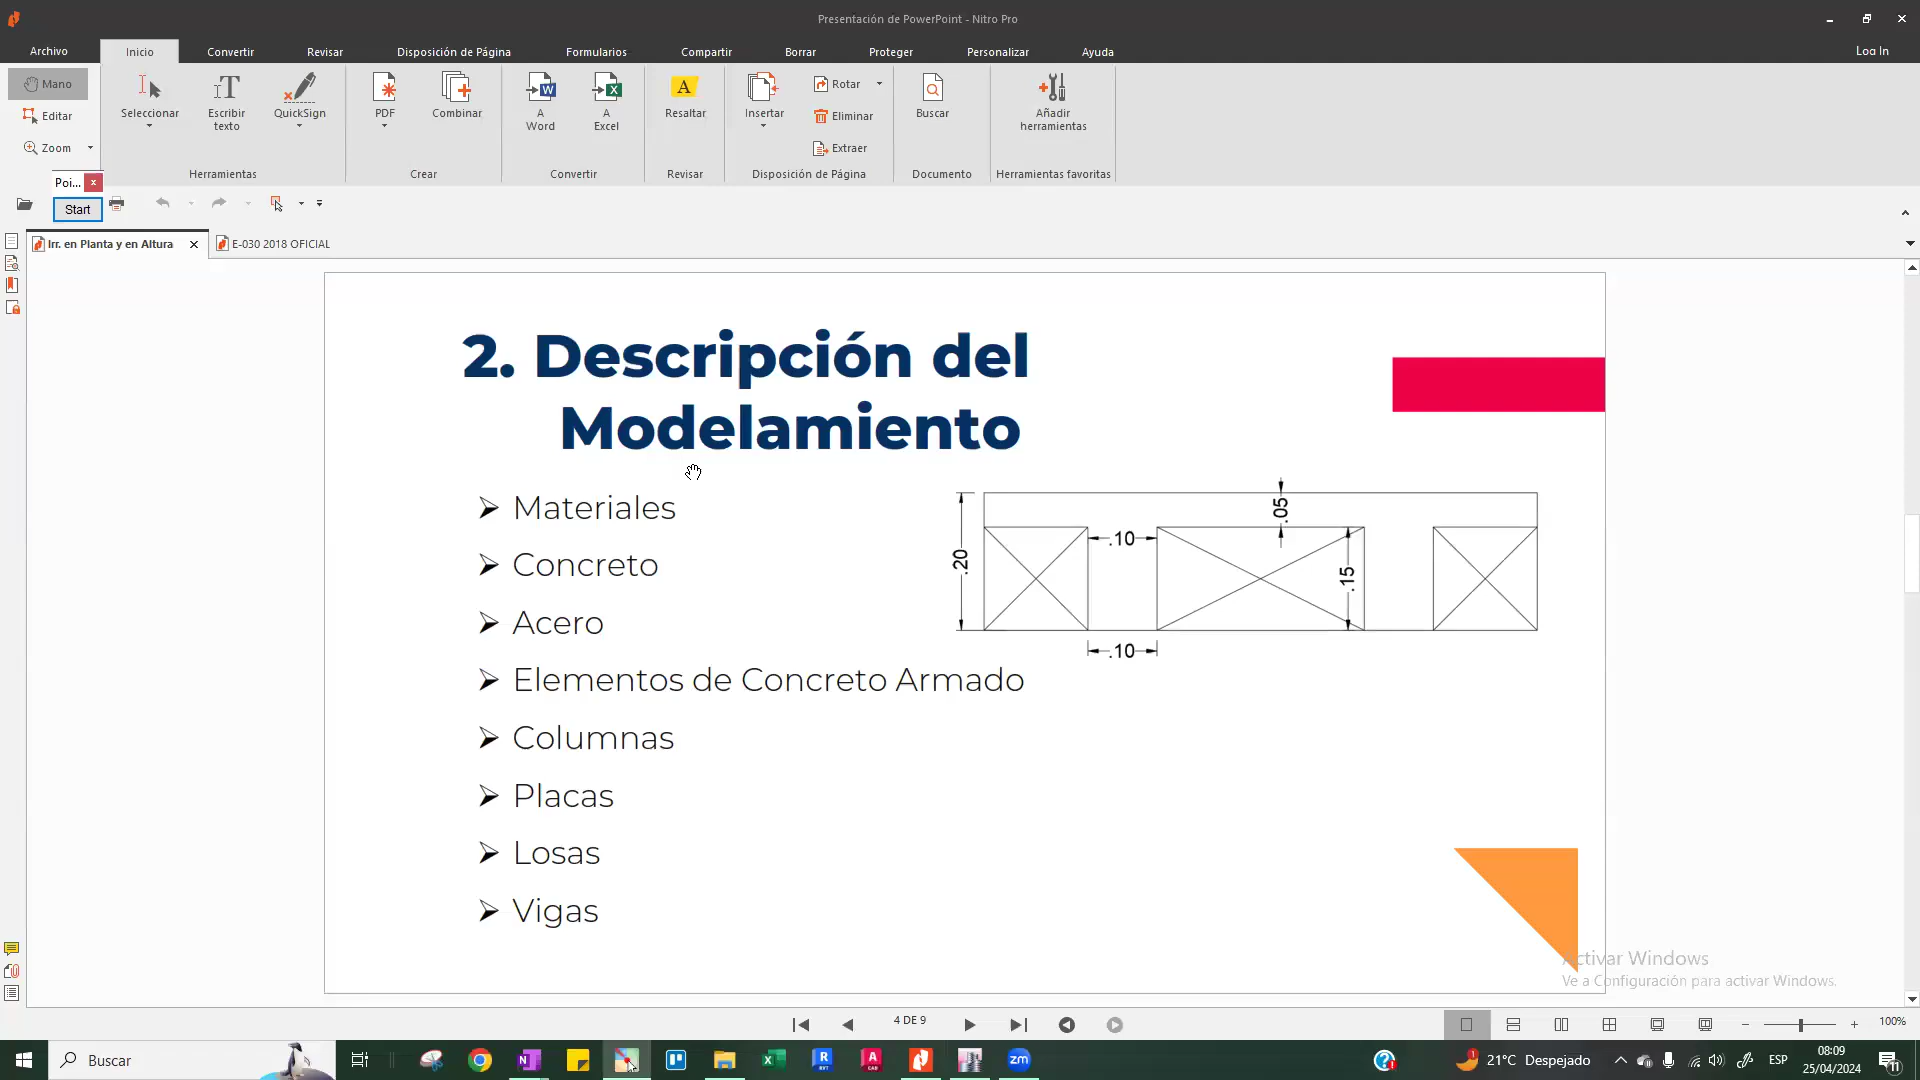 Presentación de PowerPoint - Nitro Pro
Archivo
Inicio
Convertir
Revisar
Disposición de Página
Formularios
Compartir
Borrar
Proteger
Personalizar
Ayuda
Log In
Mano
Editar
Zoom
Seleccionar
Escribir
texto
QuickSign
Herramientas
PDF
Combinar
Crear
A
Word
A
Excel
Convertir
Resaltar
Revisar
Insertar
Rotar
Eliminar
Extraer
Disposición de Página
Buscar
Documento
Añadir
herramientas
Herramientas favoritas
Poi...
Start
Irr. en Planta y en Altura
E-030 2018 OFICIAL
2. Descripción del
Modelamiento
Materiales
Concreto
Acero
Elementos de Concreto Armado
Columnas
Placas
Losas
Vigas
.20
.10
.05
.15
.10
Activar Windows
Ve a Configuración para activar Windows.
4 DE 9
100%
Buscar
21°C Despejado
ESP
08:09
25/04/2024
11